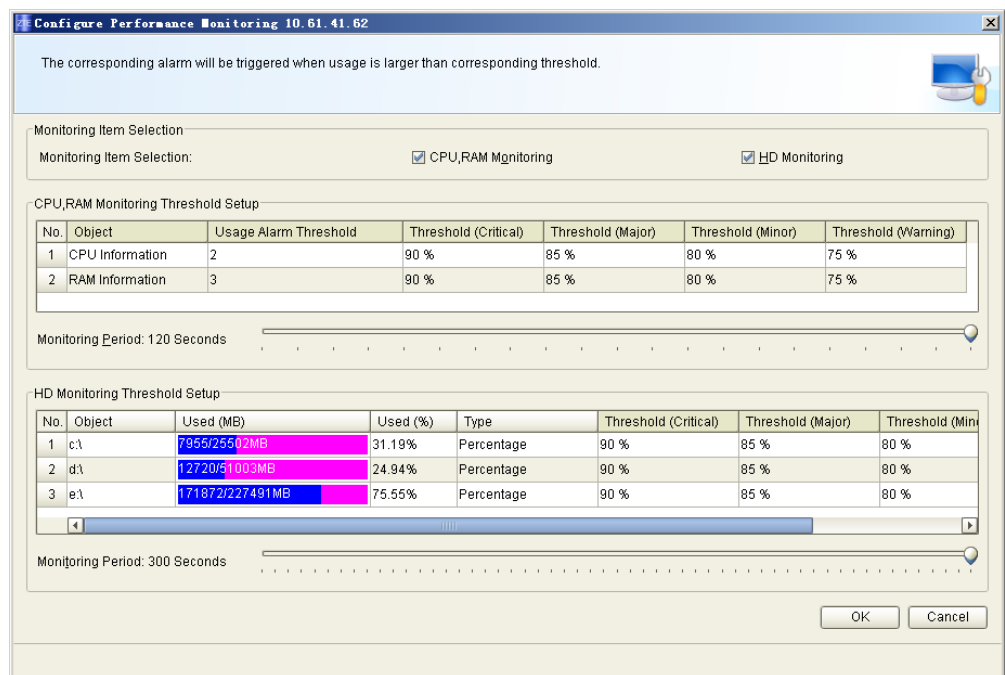 Configure Performance Monitoring 10.61.41.62
The corresponding alarm will be triggered when usage is larger than corresponding threshold.
Monitoring Item Selection
Monitoring Item Selection: CPU,RAM Monitoring HD Monitoring
CPU,RAM Monitoring Threshold Setup
No. Object Usage Alarm Threshold Threshold (Critical) Threshold (Major) Threshold (Minor) Threshold (Warning)
1 CPU Information 2 90 % 85 % 80 % 75 %
2 RAM Information 3 90 % 85 % 80 % 75 %
Monitoring Period: 120 Seconds
HD Monitoring Threshold Setup
No. Object Used (MB) Used (%) Type Threshold (Critical) Threshold (Major) Threshold (Min
1 c:\ 7955/25502MB 31.19% Percentage 90 % 85 % 80 %
2 d:\ 12720/51003MB 24.94% Percentage 90 % 85 % 80 %
3 e:\ 171872/227491MB 75.55% Percentage 90 % 85 % 80 %
Monitoring Period: 300 Seconds
OK Cancel